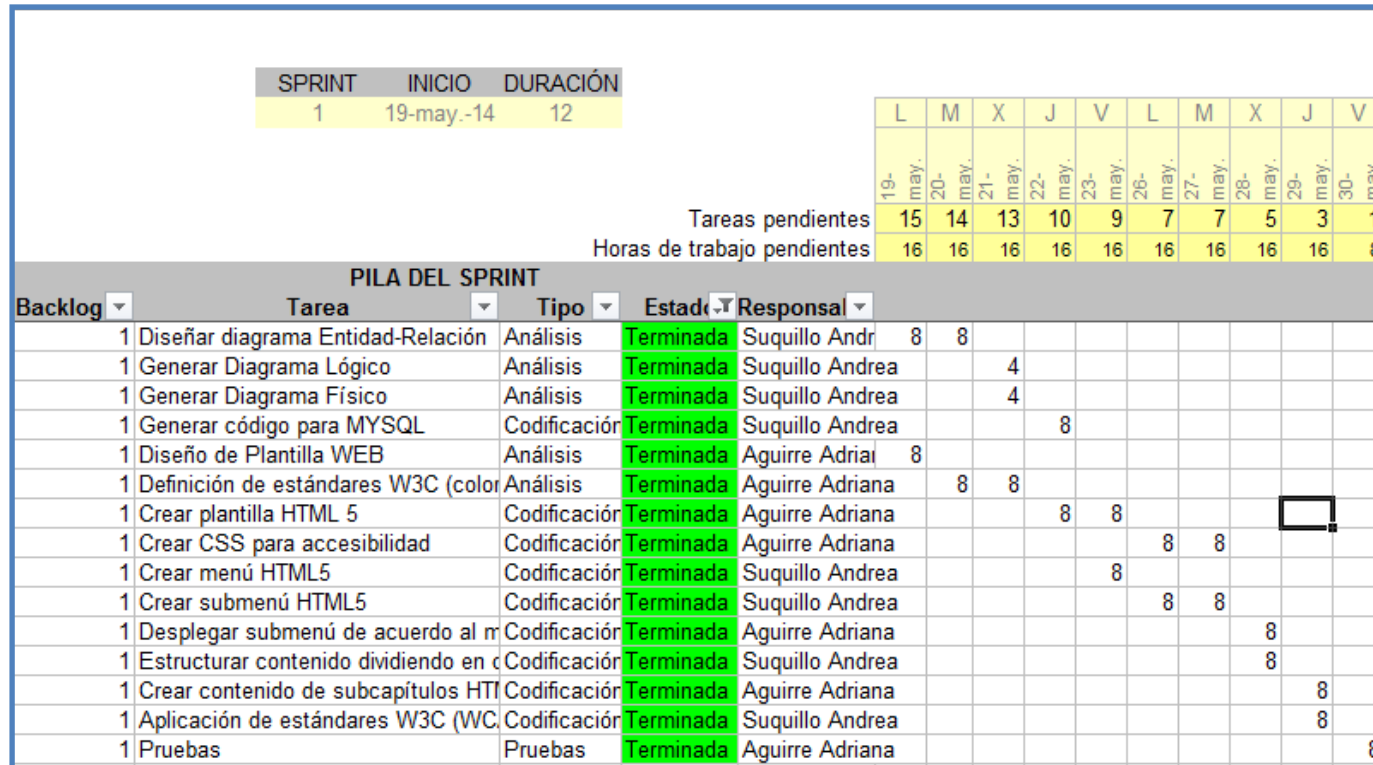 SPRINT INICIO DURACIÓN
1 19-may.-14 12
L M X J V L M X J V
19-may. 20-may. 21-may. 22-may. 23-may. 26-may. 27-may. 28-may. 29-may. 30-may
Tareas pendientes 15 14 13 10 9 7 7 5 3 1
Horas de trabajo pendientes 16 16 16 16 16 16 16 16 16 8
PILA DEL SPRINT
Backlog Tarea Tipo Estado Responsal
1 Diseñar diagrama Entidad-Relación Análisis Terminada Suquillo Andr 8 8
1 Generar Diagrama Lógico Análisis Terminada Suquillo Andrea 4
1 Generar Diagrama Físico Análisis Terminada Suquillo Andrea 4
1 Generar código para MYSQL Codificación Terminada Suquillo Andrea 8
1 Diseño de Plantilla WEB Análisis Terminada Aguirre Adria 8
1 Definición de estándares W3C (color Análisis Terminada Aguirre Adriana 8 8
1 Crear plantilla HTML 5 Codificación Terminada Aguirre Adriana 8 8
1 Crear CSS para accesibilidad Codificación Terminada Aguirre Adriana 8 8
1 Crear menú HTML5 Codificación Terminada Suquillo Andrea 8
1 Crear submenú HTML5 Codificación Terminada Suquillo Andrea 8 8
1 Desplegar submenú de acuerdo al m Codificación Terminada Aguirre Adriana 8
1 Estructurar contenido dividiendo en c Codificación Terminada Suquillo Andrea 8
1 Crear contenido de subcapítulos HTM Codificación Terminada Aguirre Adriana 8
1 Aplicación de estándares W3C (WC Codificación Terminada Suquillo Andrea 8
1 Pruebas Pruebas Terminada Aguirre Adriana 8